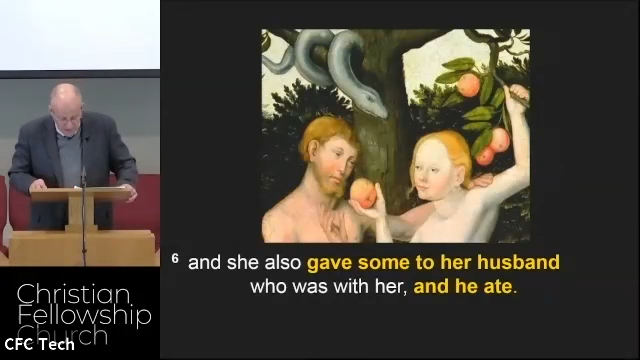 6 and she also gave some to her husband
who was with her, and he ate.
Christian
Fellowship
Church
CFC Tech